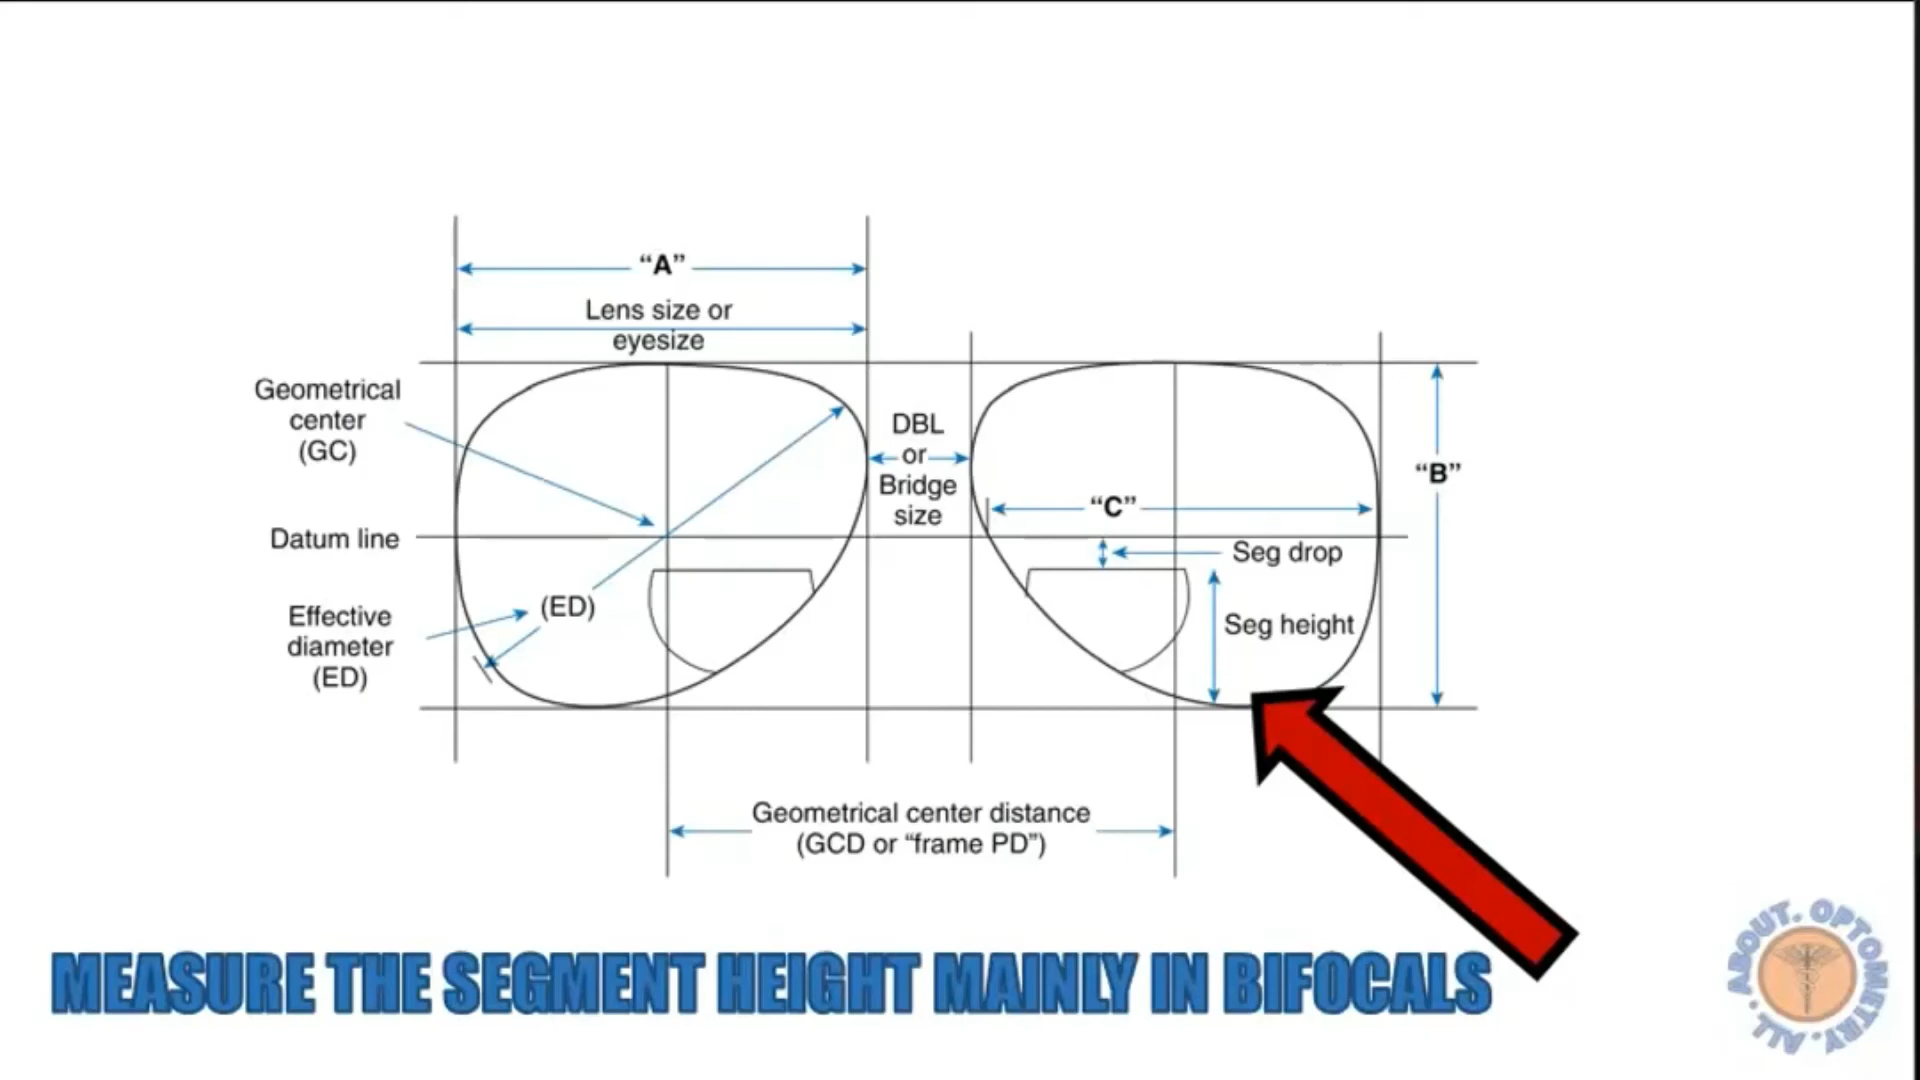 “A”
Lens size or
eyesize
Geometrical
center
(GC)
DBL
or
Bridge
size
“B”
“C”
Datum line
Seg drop
Effective
diameter
(ED)
(ED)
Seg height
Geometrical center distance
(GCD or “frame PD”)
MEASURE THE SEGMENT HEIGHT MAINLY IN BIFOCALS
ALL . ABOUT. OPTOMETRY.